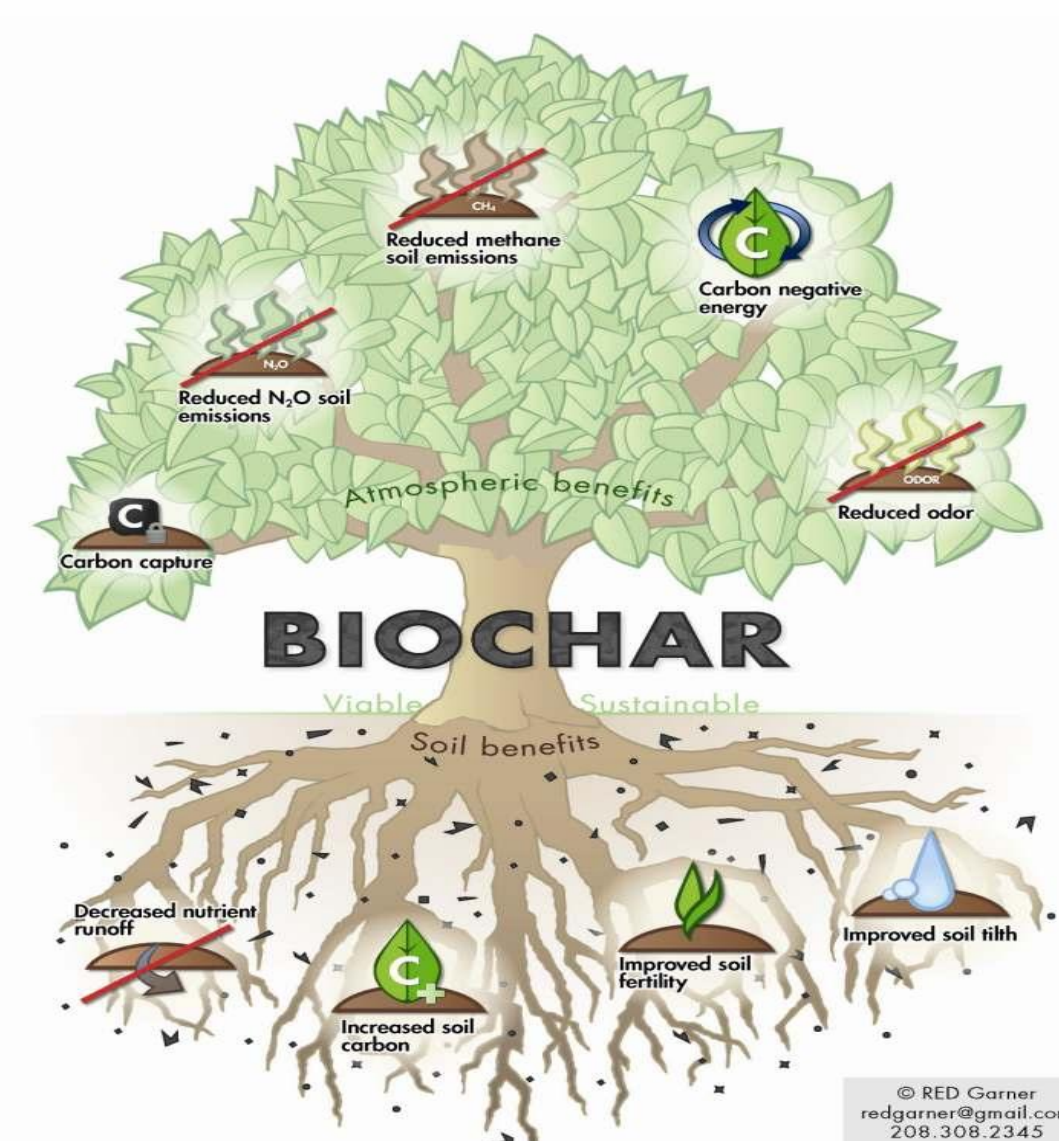 CH₄
Reduced methane
soil emissions
C
Carbon negative
energy
N₂O
Reduced N₂O soil
emissions
ODOR
Reduced odor
Atmospheric benefits
C
Carbon capture
BIOCHAR
Viable
Sustainable
Soil benefits
Decreased nutrient
runoff
C
+
Increased soil
carbon
Improved soil
fertility
Improved soil tilth
© RED Garner
redgarner@gmail.con
208.308.2345